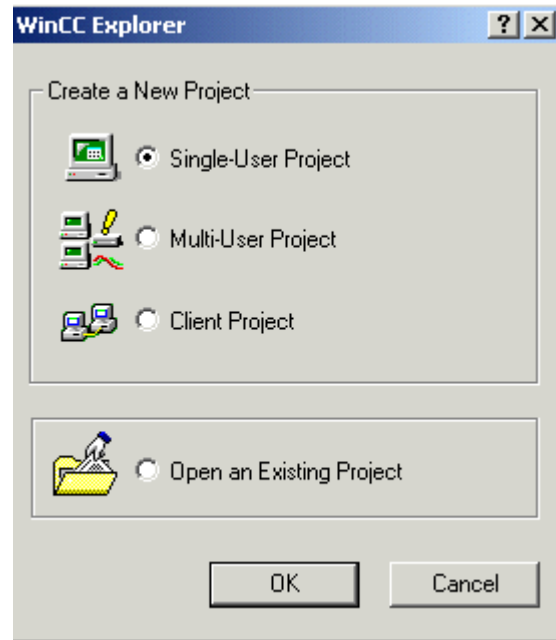 WinCC Explorer
Create a New Project
Single-User Project
Multi-User Project
Client Project
Open an Existing Project
OK Cancel